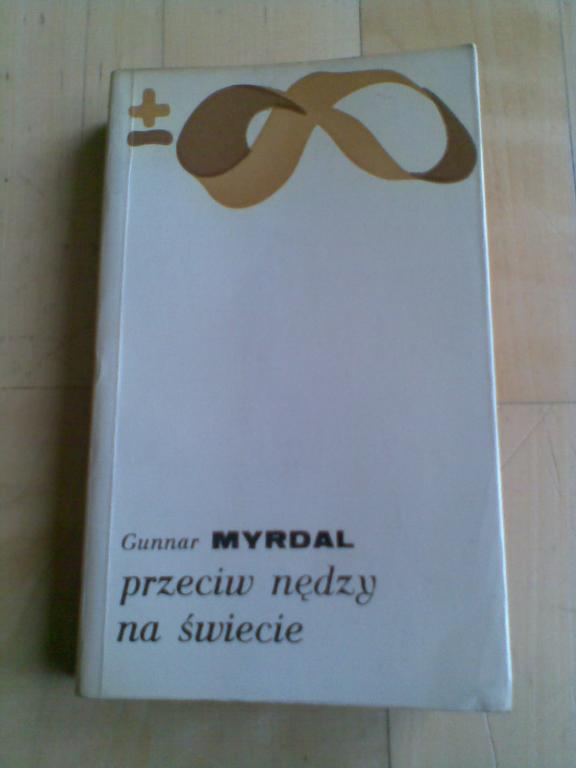 ± ∞
Gunnar MYRDAL
przeciw nędzy
na świecie